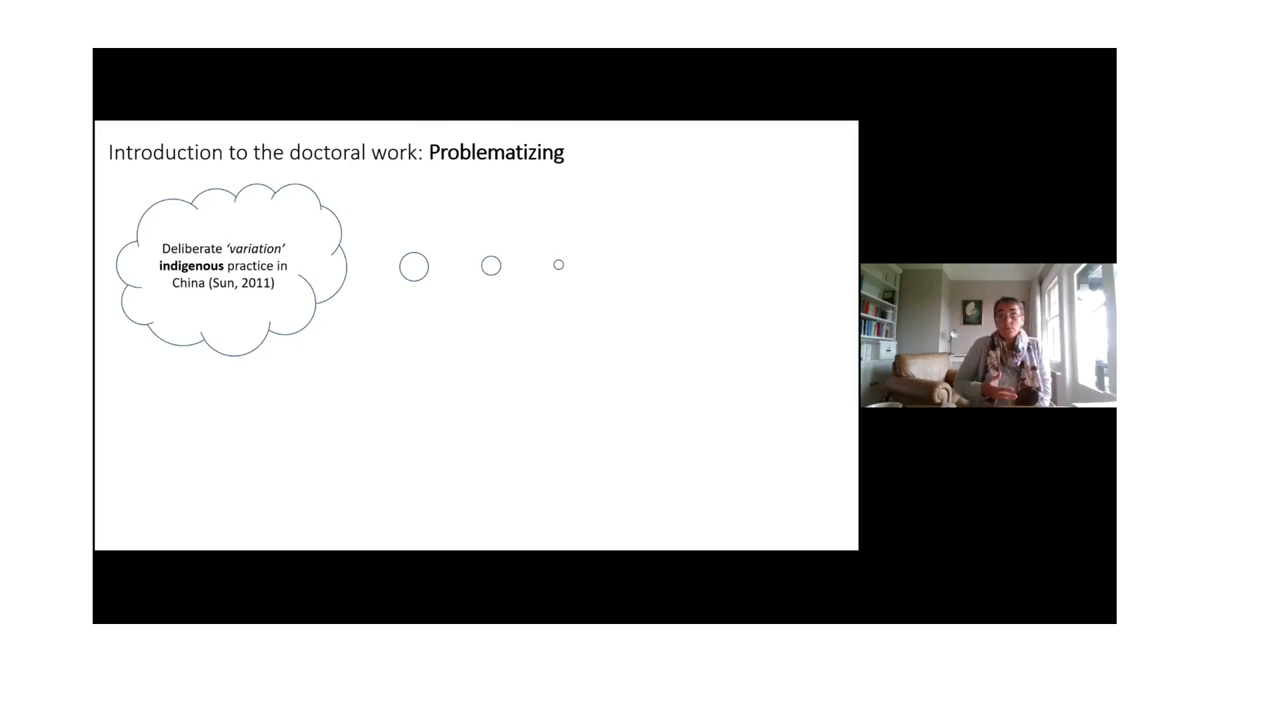 Introduction to the doctoral work: Problematizing
Deliberate ‘variation’
indigenous practice in
China (Sun, 2011)